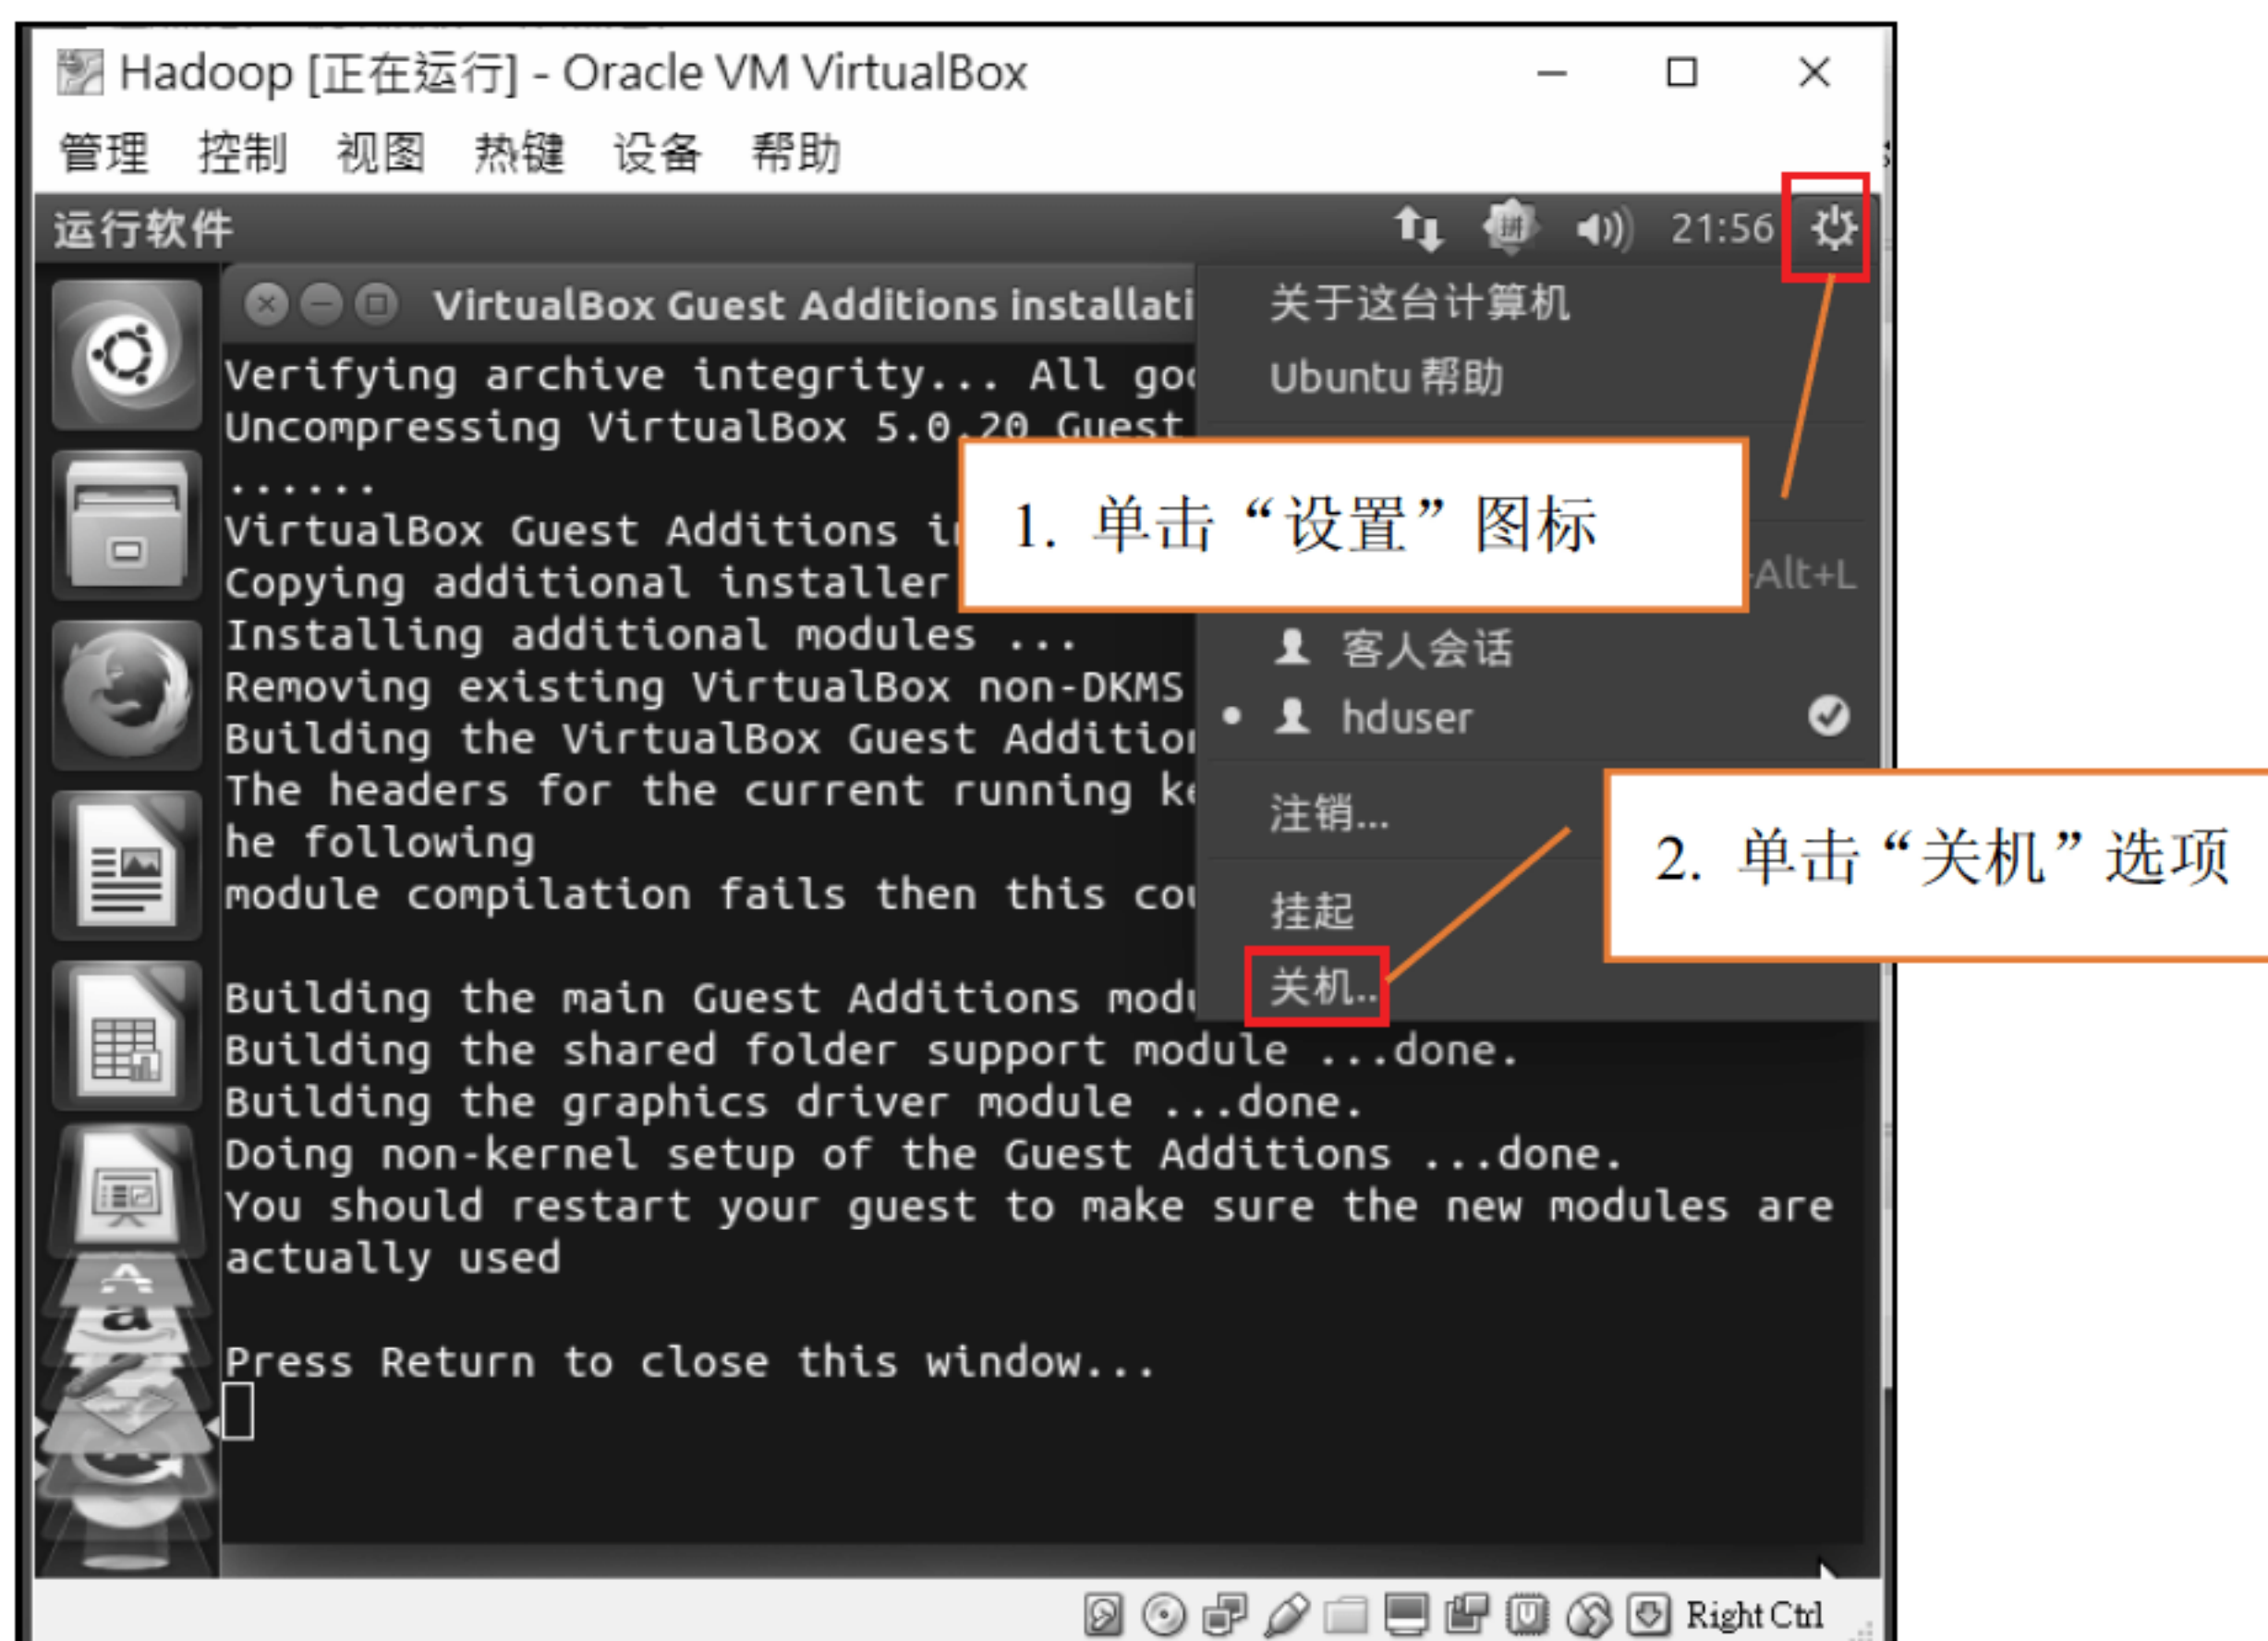 Hadoop [正在运行] - Oracle VM VirtualBox
管理 控制 视图 热键 设备 帮助
运行软件 拼 21:56
VirtualBox Guest Additions installati
关于这台计算机
Ubuntu 帮助
Verifying archive integrity... All goo
Uncompressing VirtualBox 5.0.20 Guest
......
VirtualBox Guest Additions i
Copying additional installer
Installing additional modules ...
Removing existing VirtualBox non-DKMS
Building the VirtualBox Guest Addition
The headers for the current running ke
he following
module compilation fails then this cou
Building the main Guest Additions modu
Building the shared folder support module ...done.
Building the graphics driver module ...done.
Doing non-kernel setup of the Guest Additions ...done.
You should restart your guest to make sure the new modules are
actually used
Press Return to close this window...
1. 单击“设置”图标
Alt+L
客人会话
hduser
注销...
挂起
关机..
2. 单击“关机”选项
Right Ctrl